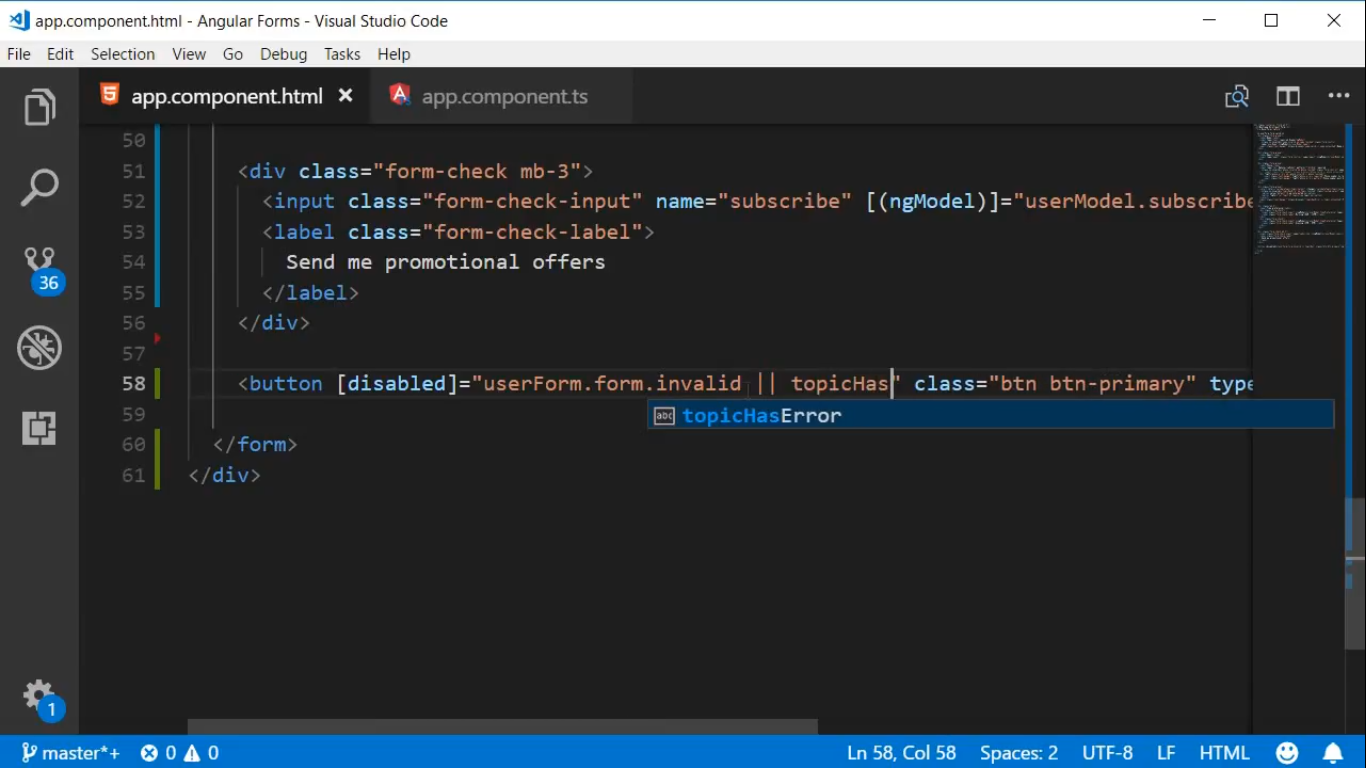 app.component.html - Angular Forms - Visual Studio Code
File Edit Selection View Go Debug Tasks Help
app.component.html app.component.ts
50
51 <div class="form-check mb-3">
52 <input class="form-check-input" name="subscribe" [(ngModel)]="userModel.subscribe
53 <label class="form-check-label">
54 Send me promotional offers
55 </label>
56 </div>
57
58 <button [disabled]="userForm.form.invalid || topicHas" class="btn btn-primary" type
abc topicHasError
59
60 </form>
61 </div>
36
1
master*+ 0 0 Ln 58, Col 58 Spaces: 2 UTF-8 LF HTML